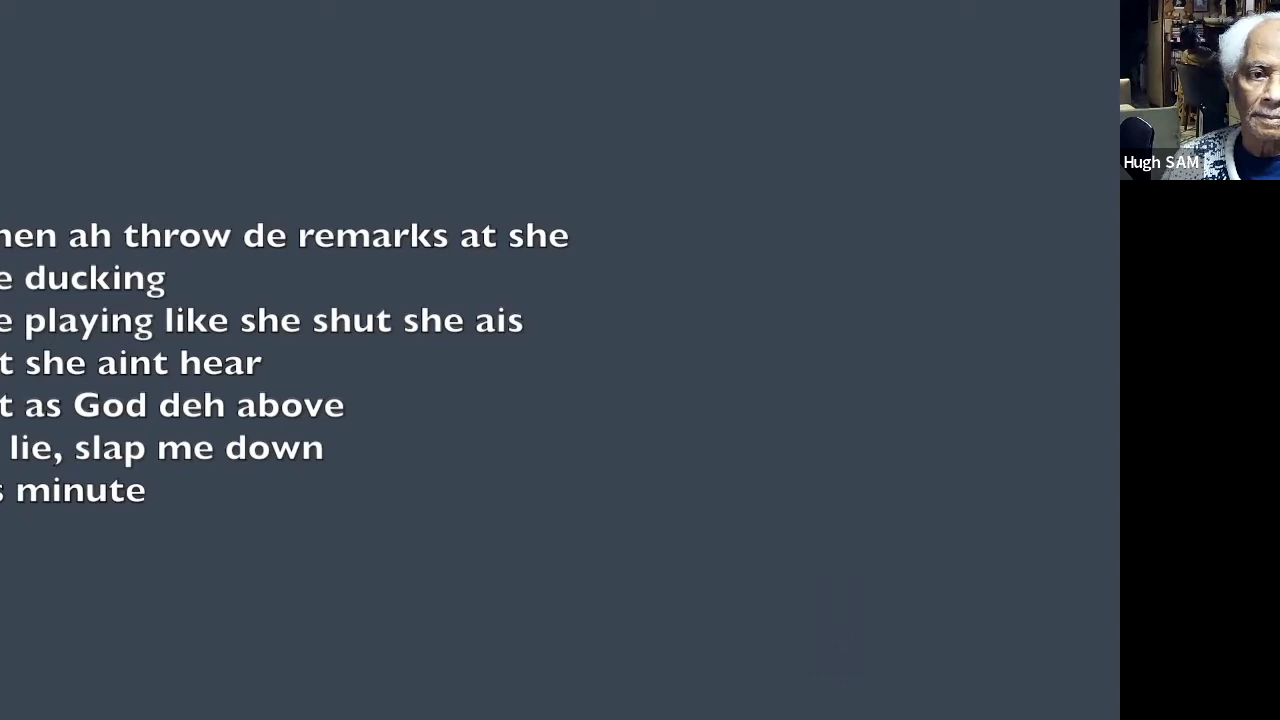 ah throw de remarks at she
ducking
playing like she shut she ais
she aint hear
as God deh above
lie, slap me down
minute
Hugh SAM